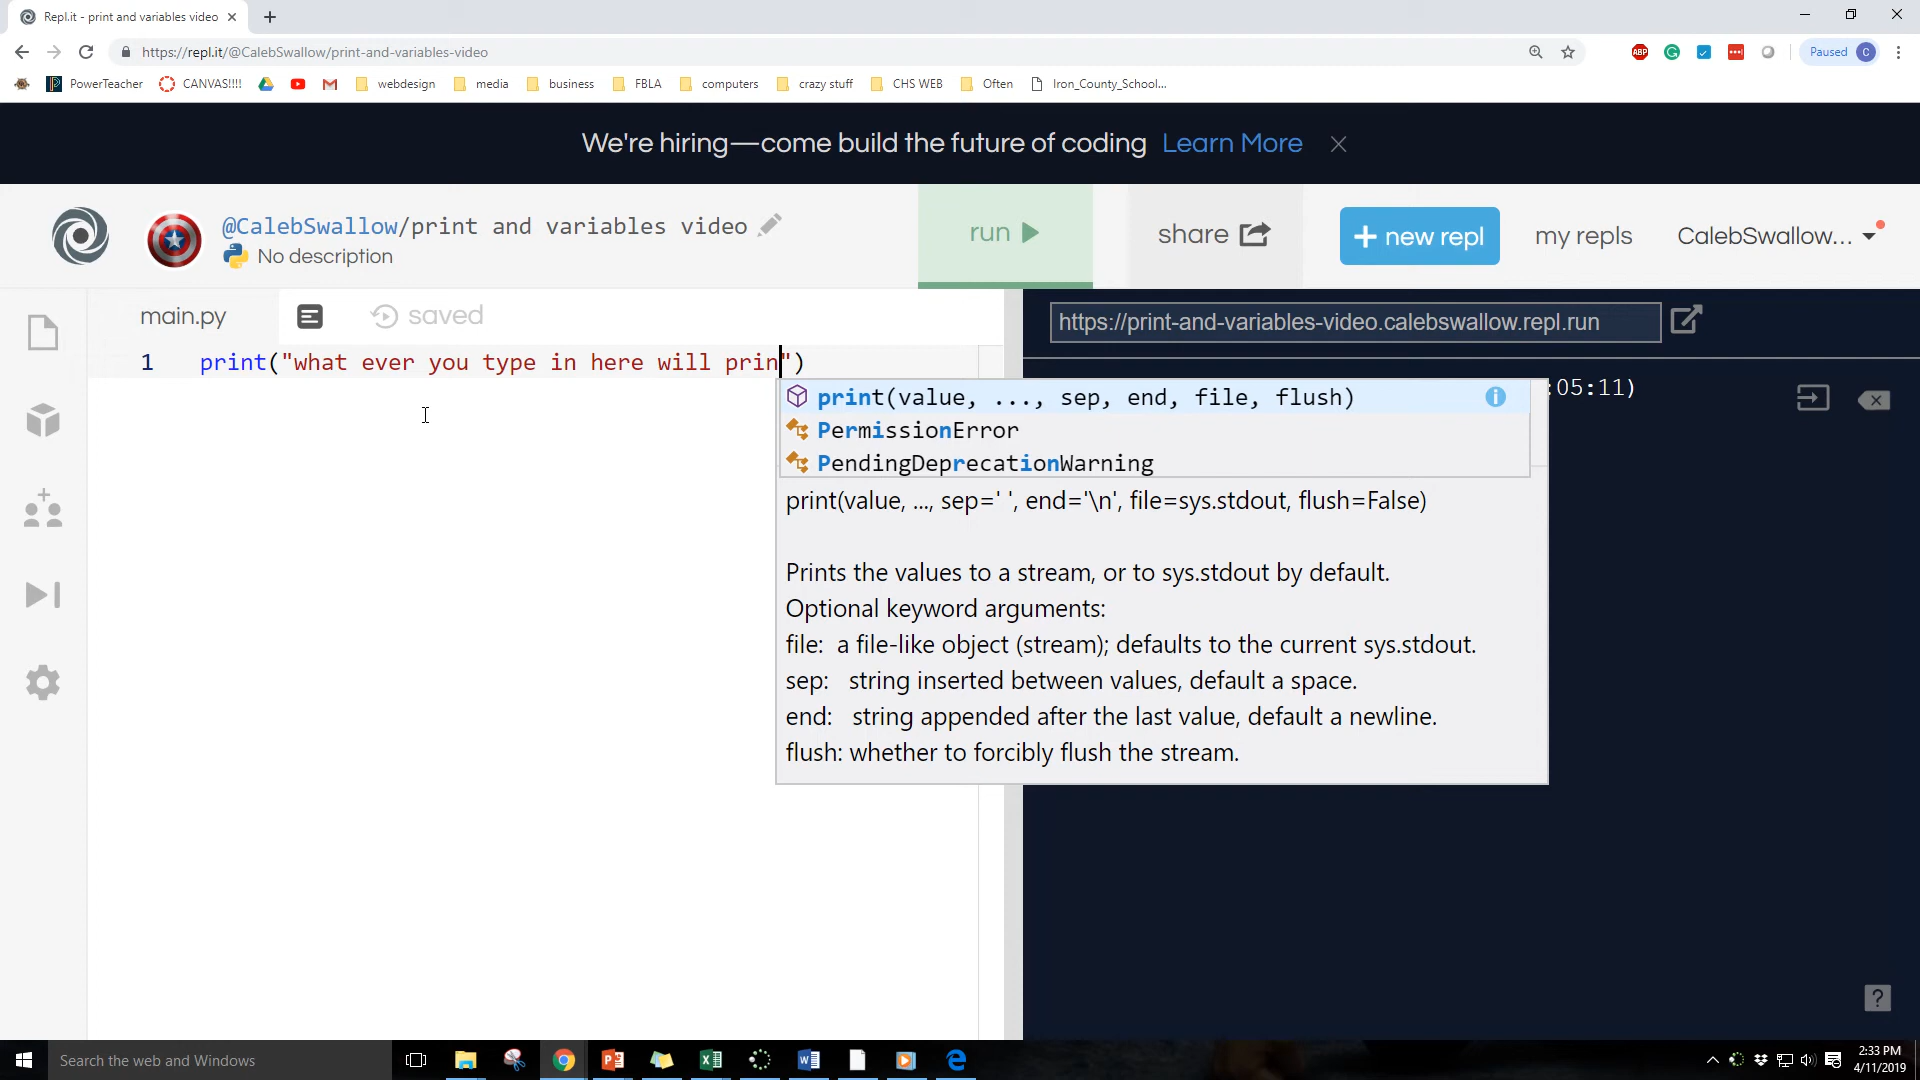 Repl.it - print and variables video
https://repl.it/@CalebSwallow/print-and-variables-video
ABP
Paused C
PowerTeacher CANVAS!!!! webdesign media business FBLA computers crazy stuff CHS WEB Often Iron_County_School...
We're hiring—come build the future of coding Learn More
@CalebSwallow/print and variables video
No description
run share + new repl my repls CalebSwallow...
main.py saved
https://print-and-variables-video.calebswallow.repl.run
1 print("what ever you type in here will prin")
:05:11)
print(value, ..., sep, end, file, flush)
PermissionError
PendingDeprecationWarning
print(value, ..., sep=' ', end='\n', file=sys.stdout, flush=False)
Prints the values to a stream, or to sys.stdout by default.
Optional keyword arguments:
file: a file-like object (stream); defaults to the current sys.stdout.
sep: string inserted between values, default a space.
end: string appended after the last value, default a newline.
flush: whether to forcibly flush the stream.
?
Search the web and Windows
2:33 PM
4/11/2019